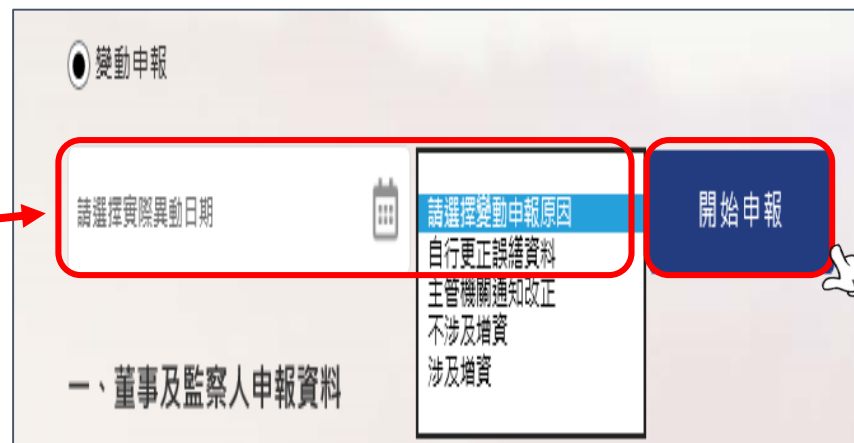 變動申報
請選擇實際異動日期
請選擇變動申報原因
自行更正誤繕資料
主管機關通知改正
不涉及增資
涉及增資
開始申報
一、董事及監察人申報資料